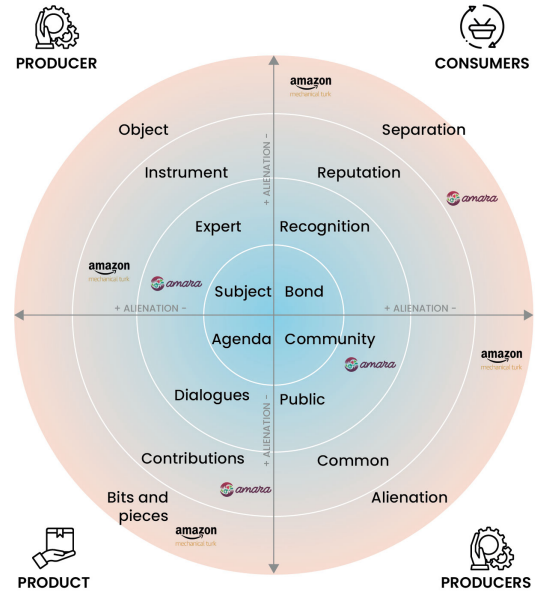 PRODUCER
CONSUMERS
amazon
mechanical turk
Object
Separation
+ ALIENATION -
Instrument
Reputation
amara
Expert
Recognition
amazon
mechanical turk
amara
Subject
Bond
+ ALIENATION -
+ ALIENATION -
Agenda
Community
amazon
mechanical turk
amara
Dialogues
Public
+ ALIENATION -
Contributions
Common
amara
Bits and
pieces
Alienation
amazon
mechanical turk
PRODUCT
PRODUCERS